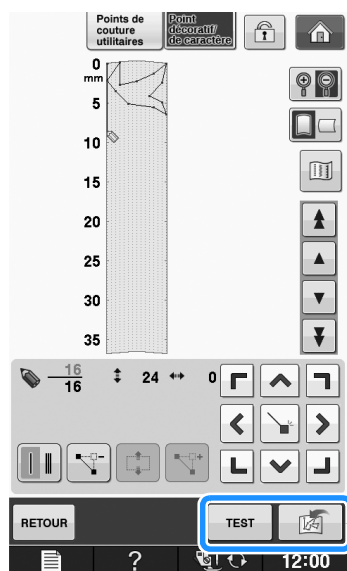 Points de
couture
utilitaires
Point
décoratif/
de caractère
0
mm
5
10
15
20
25
30
35
16
16
24
0
RETOUR
TEST
?
12:00